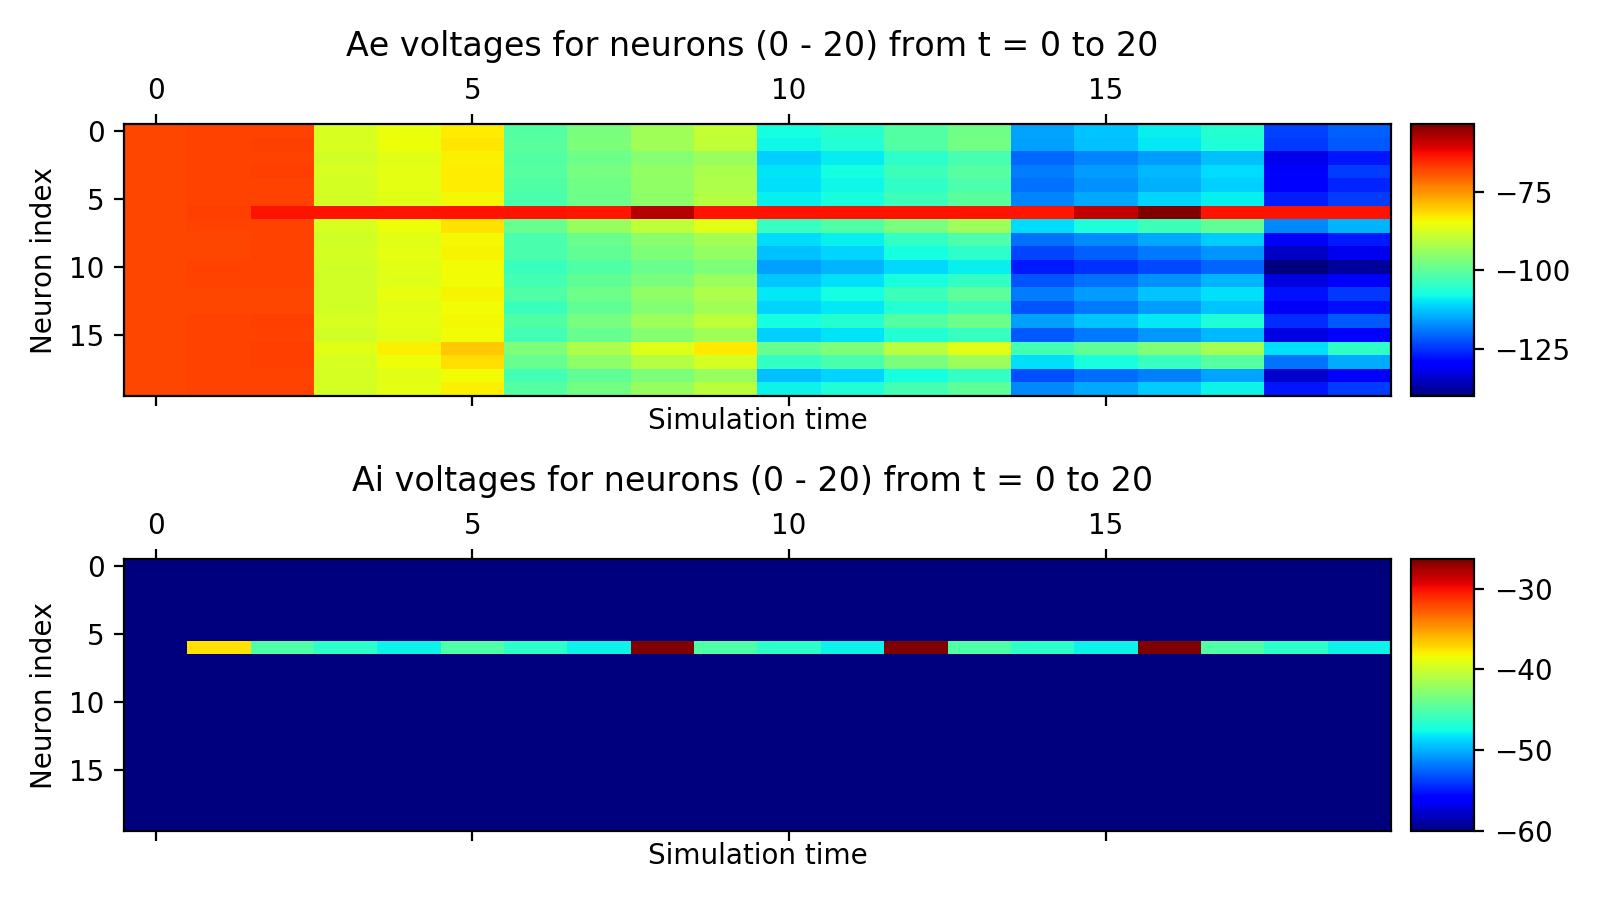 Ae voltages for neurons (0 - 20) from t = 0 to 20
0 5 10 15
Neuron index
0
5
10
15
−75
−100
−125
Simulation time
Ai voltages for neurons (0 - 20) from t = 0 to 20
0 5 10 15
Neuron index
0
5
10
15
−30
−40
−50
−60
Simulation time